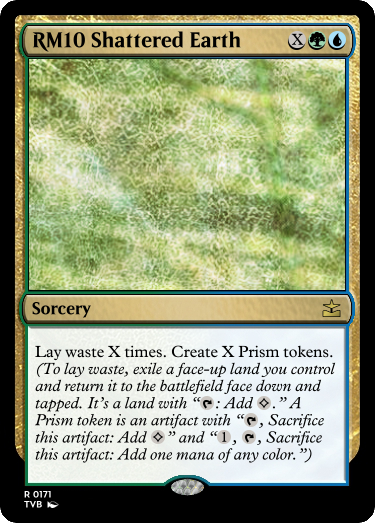 RM10 Shattered Earth X
Sorcery
Lay waste X times. Create X Prism tokens.
(To lay waste, exile a face-up land you control
and return it to the battlefield face down and
tapped. It's a land with “: Add .” A
Prism token is an artifact with “, Sacrifice
this artifact: Add ” and “1, , Sacrifice
this artifact: Add one mana of any color.”)
R 0171
TVB